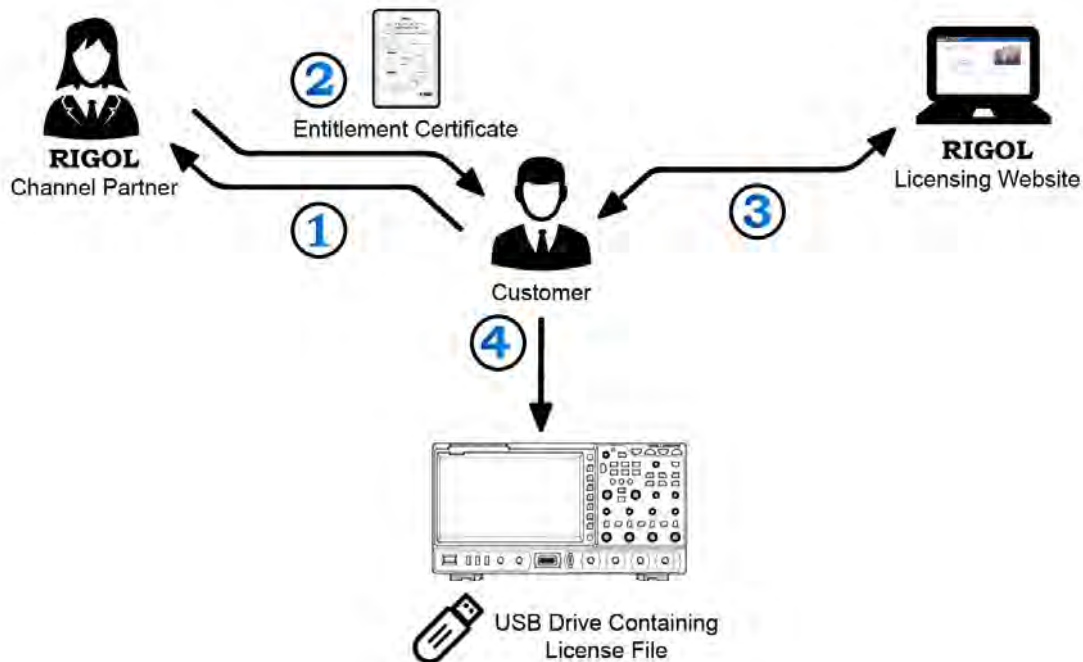 2
Entitlement Certificate
RIGOL
Channel Partner
1
RIGOL
Licensing Website
3
Customer
4
USB Drive Containing
License File